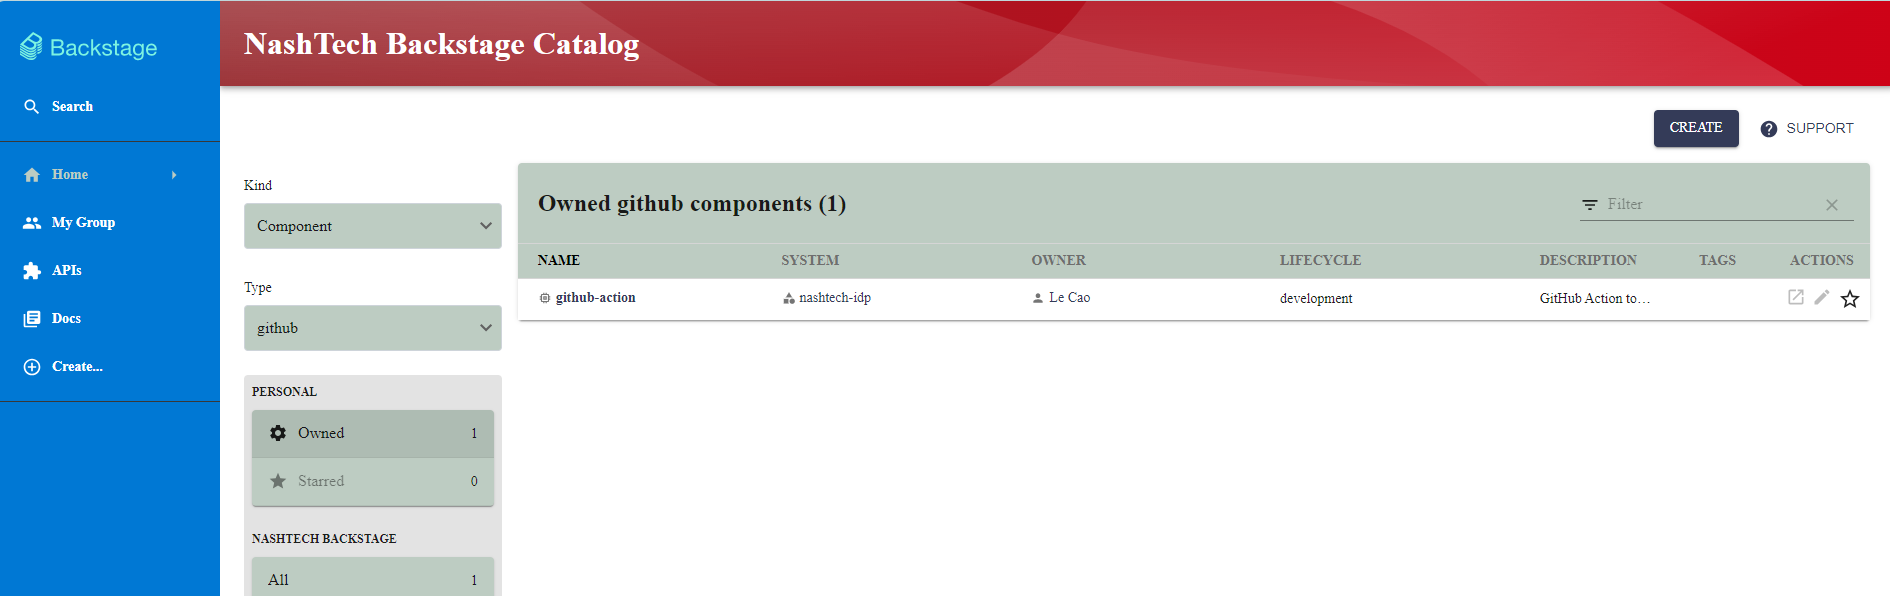 Backstage
Search
Home
My Group
APIs
Docs
Create...
NashTech Backstage Catalog
CREATE
SUPPORT
Kind
Component
Type
github
PERSONAL
Owned 1
Starred 0
NASHTECH BACKSTAGE
All 1
Owned github components (1)
Filter
NAME SYSTEM OWNER LIFECYCLE DESCRIPTION TAGS ACTIONS
github-action nashtech-idp Le Cao development GitHub Action to…